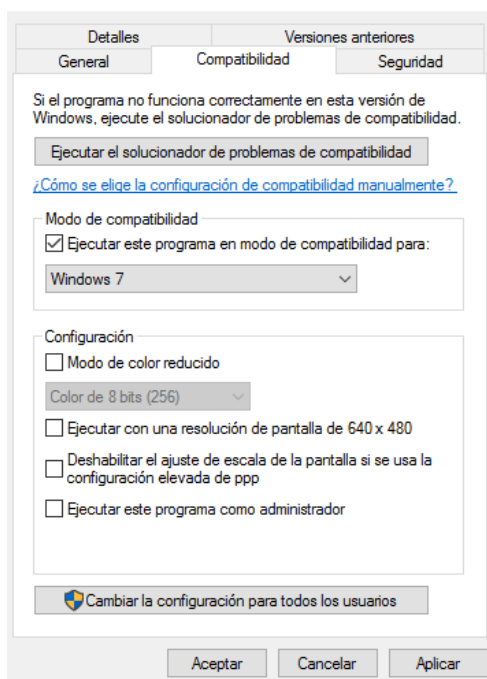 Detalles
Versiones anteriores
General
Compatibilidad
Seguridad
Si el programa no funciona correctamente en esta versión de
Windows, ejecute el solucionador de problemas de compatibilidad.
Ejecutar el solucionador de problemas de compatibilidad
¿Cómo se elige la configuración de compatibilidad manualmente?
Modo de compatibilidad
Ejecutar este programa en modo de compatibilidad para:
Windows 7
Configuración
Modo de color reducido
Color de 8 bits (256)
Ejecutar con una resolución de pantalla de 640 x 480
Deshabilitar el ajuste de escala de la pantalla si se usa la
configuración elevada de ppp
Ejecutar este programa como administrador
Cambiar la configuración para todos los usuarios
Aceptar
Cancelar
Aplicar